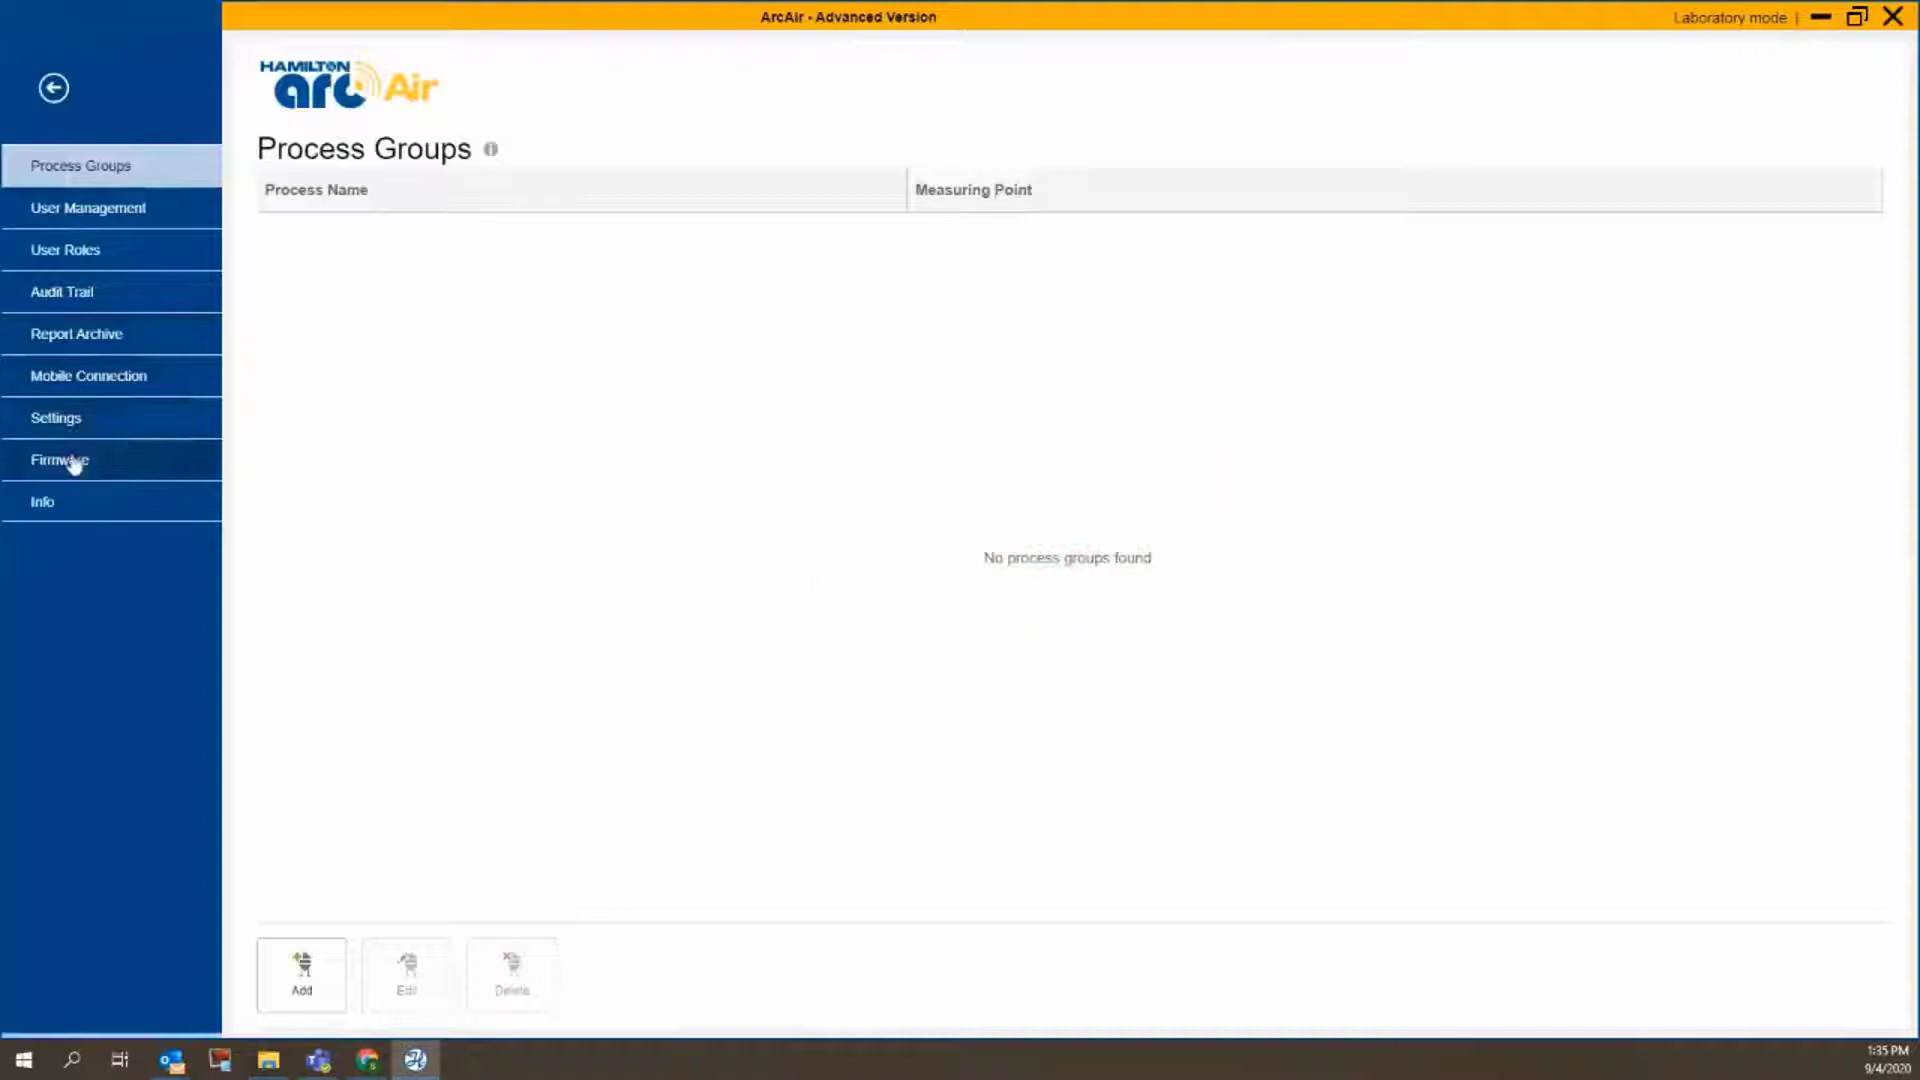 ArcAir - Advanced Version
Laboratory mode |
HAMILTON
arc Air
Process Groups
Process Name
Measuring Point
Process Groups
User Management
User Roles
Audit Trail
Report Archive
Mobile Connection
Settings
Firmware
Info
No process groups found
Add
Edit
Delete
1:35 PM
9/4/2020